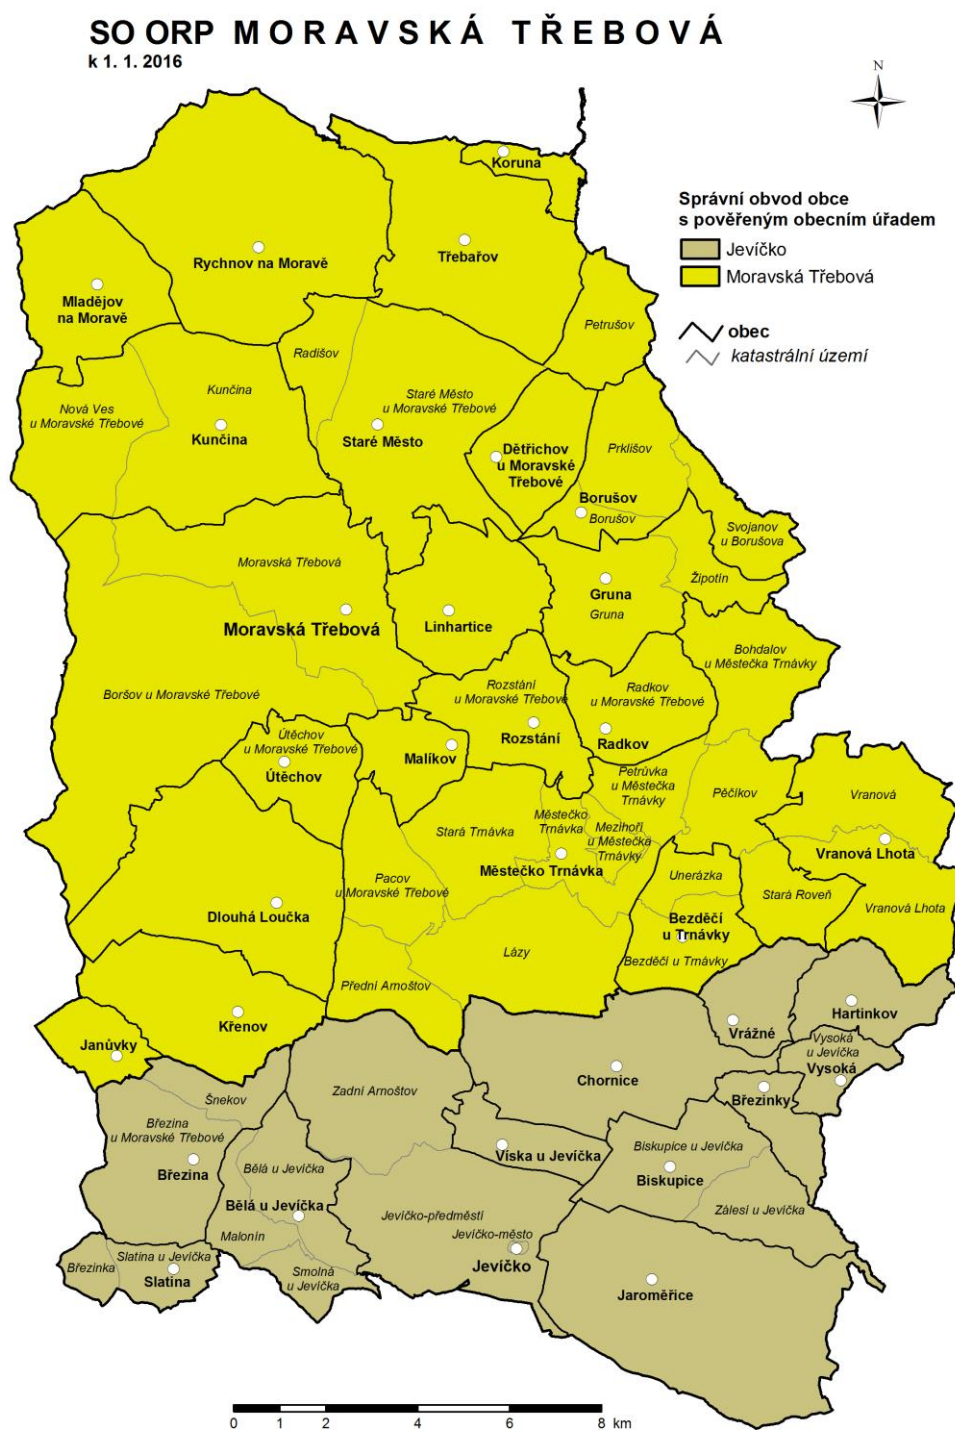 SO ORP MORAVSKÁ TŘEBOVÁ
k 1. 1. 2016
N
Správní obvod obce
s pověřeným obecním úřadem
Jevíčko
Moravská Třebová
obec
katastrální území
Koruna
Třebařov
Rychnov na Moravě
Mladějov
na Moravě
Petrušov
Radišov
Kunčina
Nová Ves
u Moravské Třebové
Kunčina
Staré Město
u Moravské Třebové
Staré Město
Dětřichov
u Moravské
Třebové
Prklišov
Borušov
Borušov
Svojanov
u Borušova
Žipotín
Moravská Třebová
Moravská Třebová
Linhartice
Gruna
Gruna
Bohdalov
u Městečka Trnávky
Boršov u Moravské Třebové
Rozstání
u Moravské Třebové
Rozstání
Radkov
u Moravské Třebové
Radkov
Útěchov
u Moravské Třebové
Útěchov
Malíkov
Petrůvka
u Městečka
Trnávky
Pěčíkov
Vranová
Vranová Lhota
Vranová Lhota
Stará Trnávka
Městečko
Trnávka
Mezihoří
u Městečka
Trnávky
Městečko Trnávka
Pacov
u Moravské Třebové
Unerázka
Stará Roveň
Bezděčí
u Trnávky
Bezděčí u Trnávky
Dlouhá Loučka
Lázy
Přední Arnoštov
Křenov
Janůvky
Vrážné
Hartinkov
Vysoká
u Jevíčka
Vysoká
Chornice
Březinky
Zadní Arnoštov
Šnekov
Březina
u Moravské Třebové
Březina
Víska u Jevíčka
Biskupice u Jevíčka
Biskupice
Bělá u Jevíčka
Bělá u Jevíčka
Zálesí u Jevíčka
Jevíčko-předměstí
Malonín
Jevíčko-město
Jevíčko
Slatina u Jevíčka
Březinka
Slatina
Smolná
u Jevíčka
Jaroměřice
0 1 2 4 6 8 km